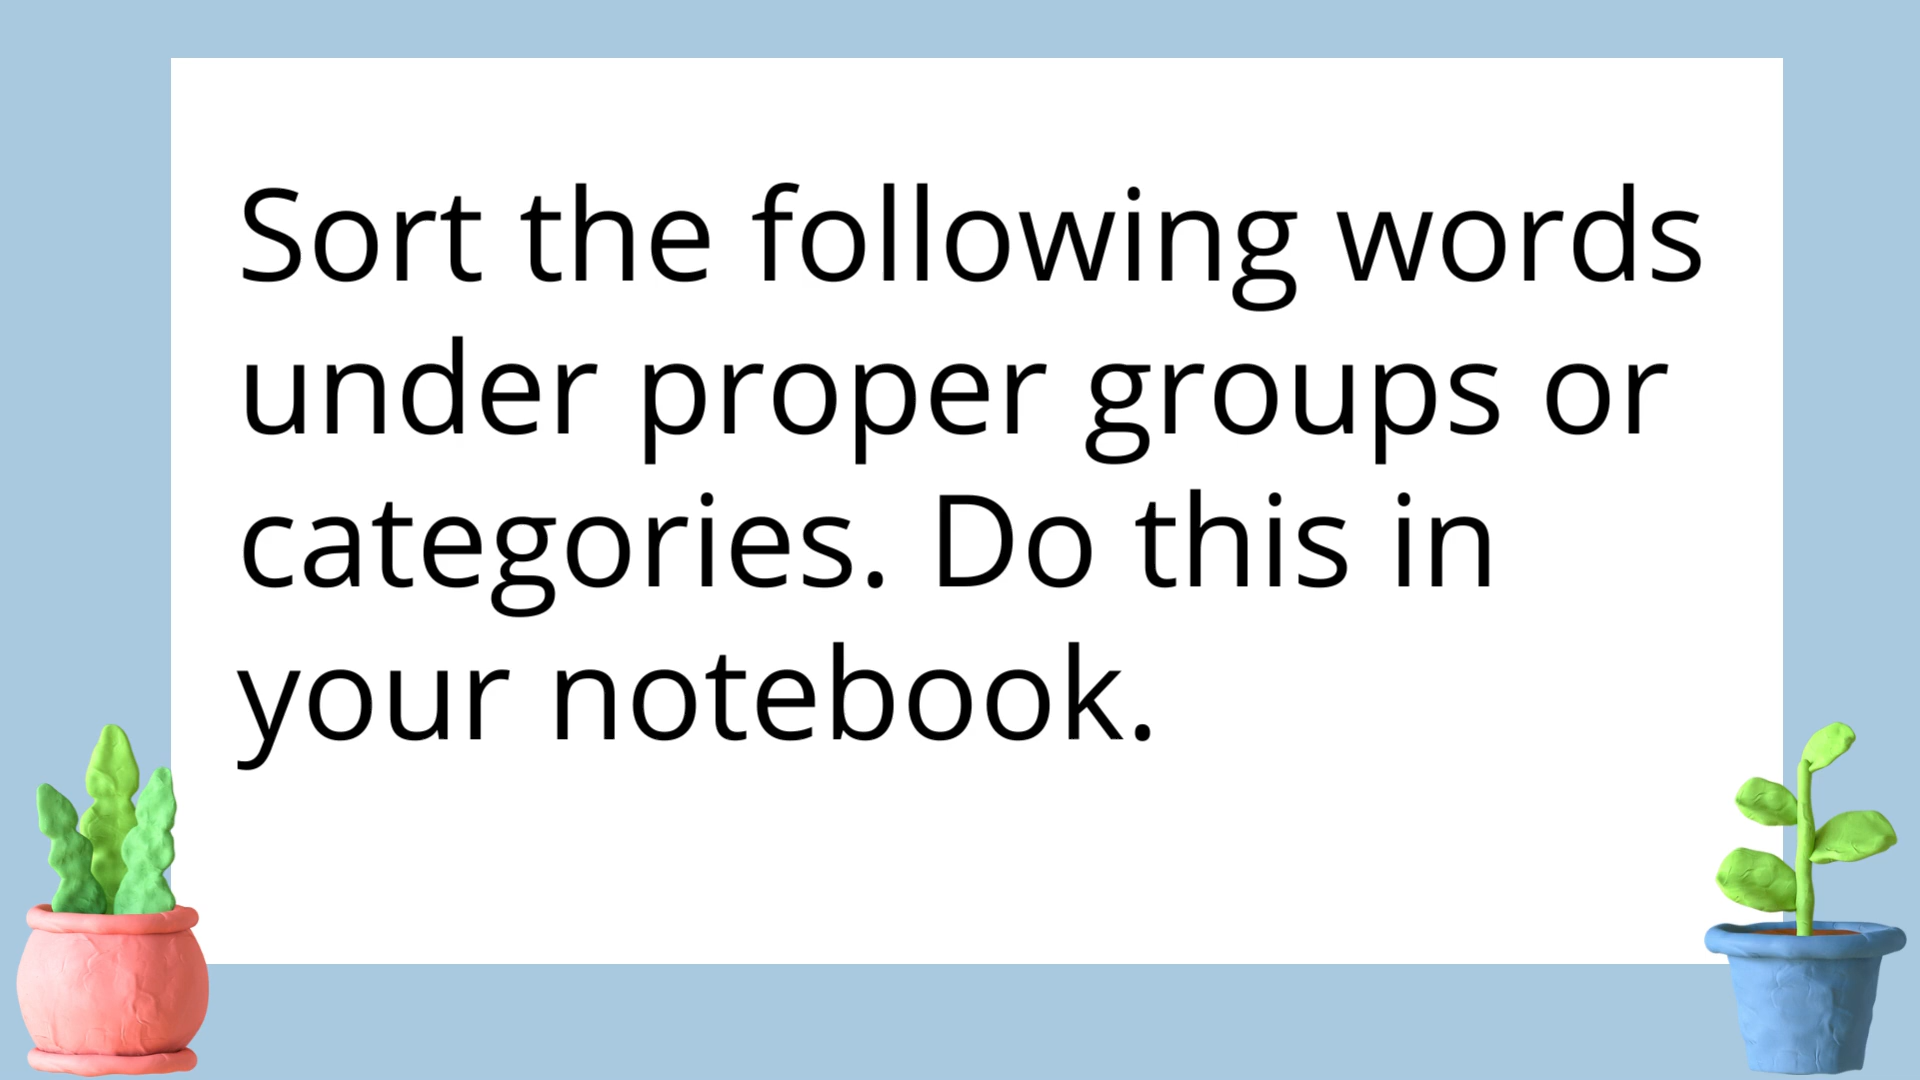 Sort the following words
under proper groups or
categories. Do this in
your notebook.